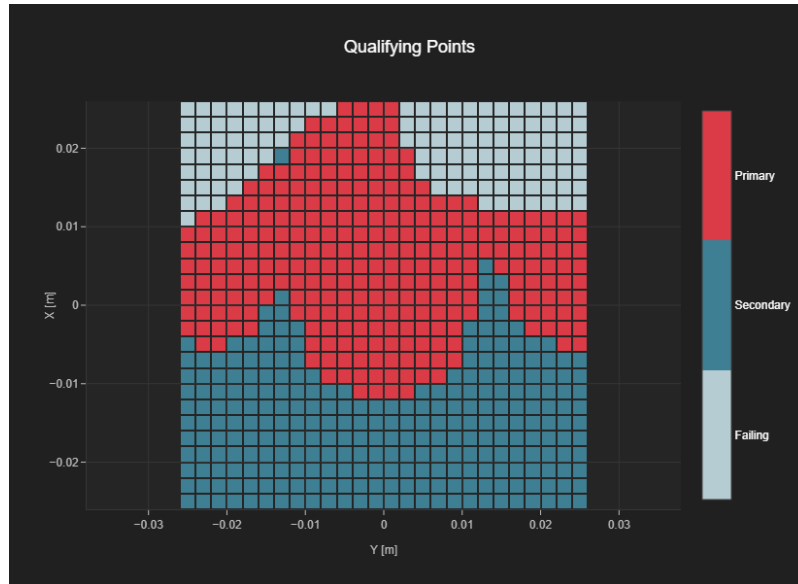 Qualifying Points
0.02
0.01
0
−0.01
−0.02
X [m]
−0.03
−0.02
−0.01
0
0.01
0.02
0.03
Y [m]
Primary
Secondary
Failing